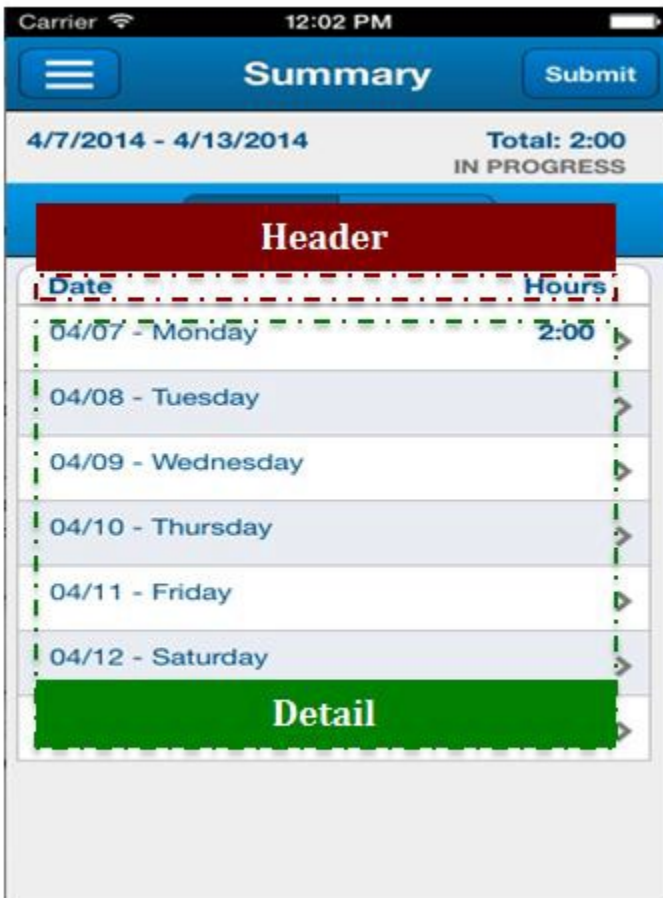 Carrier 12:02 PM
Summary Submit
4/7/2014 - 4/13/2014 Total: 2:00
IN PROGRESS
Header
Date Hours
04/07 - Monday 2:00
04/08 - Tuesday
04/09 - Wednesday
04/10 - Thursday
04/11 - Friday
04/12 - Saturday
Detail